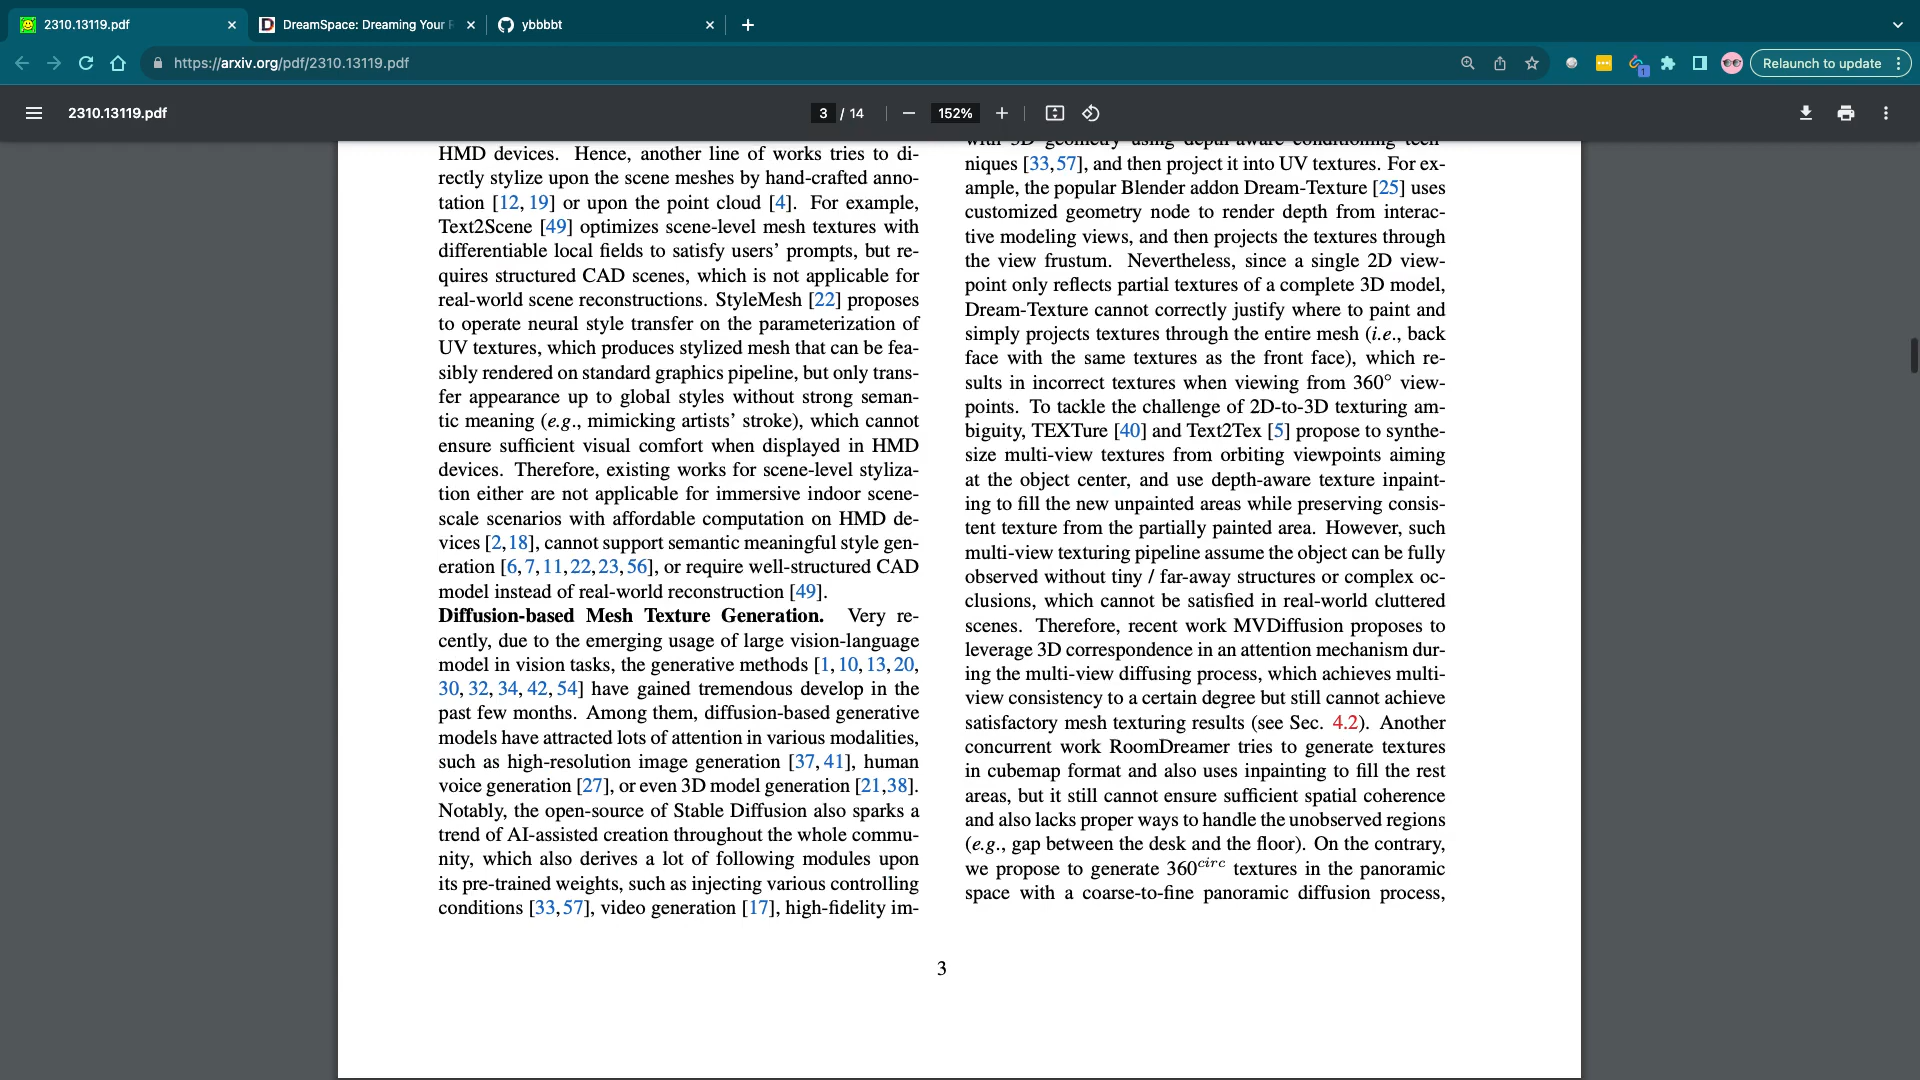 2310.13119.pdf
DreamSpace: Dreaming Your
ybbbbt
https://arxiv.org/pdf/2310.13119.pdf
Relaunch to update
2310.13119.pdf
3 / 14
152%
HMD devices. Hence, another line of works tries to di-
rectly stylize upon the scene meshes by hand-crafted anno-
tation [12, 19] or upon the point cloud [4]. For example,
Text2Scene [49] optimizes scene-level mesh textures with
differentiable local fields to satisfy users' prompts, but re-
quires structured CAD scenes, which is not applicable for
real-world scene reconstructions. StyleMesh [22] proposes
to operate neural style transfer on the parameterization of
UV textures, which produces stylized mesh that can be fea-
sibly rendered on standard graphics pipeline, but only trans-
fer appearance up to global styles without strong seman-
tic meaning (e.g., mimicking artists' stroke), which cannot
ensure sufficient visual comfort when displayed in HMD
devices. Therefore, existing works for scene-level styliza-
tion either are not applicable for immersive indoor scene-
scale scenarios with affordable computation on HMD de-
vices [2,18], cannot support semantic meaningful style gen-
eration [6,7,11,22,23,56], or require well-structured CAD
model instead of real-world reconstruction [49].
Diffusion-based Mesh Texture Generation. Very re-
cently, due to the emerging usage of large vision-language
model in vision tasks, the generative methods [1, 10, 13, 20,
30, 32, 34, 42, 54] have gained tremendous develop in the
past few months. Among them, diffusion-based generative
models have attracted lots of attention in various modalities,
such as high-resolution image generation [37, 41], human
voice generation [27], or even 3D model generation [21,38].
Notably, the open-source of Stable Diffusion also sparks a
trend of AI-assisted creation throughout the whole commu-
nity, which also derives a lot of following modules upon
its pre-trained weights, such as injecting various controlling
conditions [33,57], video generation [17], high-fidelity im-
with 3D geometry using depth-aware conditioning tech-
niques [33,57], and then project it into UV textures. For ex-
ample, the popular Blender addon Dream-Texture [25] uses
customized geometry node to render depth from interac-
tive modeling views, and then projects the textures through
the view frustum. Nevertheless, since a single 2D view-
point only reflects partial textures of a complete 3D model,
Dream-Texture cannot correctly justify where to paint and
simply projects textures through the entire mesh (i.e., back
face with the same textures as the front face), which re-
sults in incorrect textures when viewing from 360° view-
points. To tackle the challenge of 2D-to-3D texturing am-
biguity, TEXTure [40] and Text2Tex [5] propose to synthe-
size multi-view textures from orbiting viewpoints aiming
at the object center, and use depth-aware texture inpaint-
ing to fill the new unpainted areas while preserving consis-
tent texture from the partially painted area. However, such
multi-view texturing pipeline assume the object can be fully
observed without tiny / far-away structures or complex oc-
clusions, which cannot be satisfied in real-world cluttered
scenes. Therefore, recent work MVDiffusion proposes to
leverage 3D correspondence in an attention mechanism dur-
ing the multi-view diffusing process, which achieves multi-
view consistency to a certain degree but still cannot achieve
satisfactory mesh texturing results (see Sec. 4.2). Another
concurrent work RoomDreamer tries to generate textures
in cubemap format and also uses inpainting to fill the rest
areas, but it still cannot ensure sufficient spatial coherence
and also lacks proper ways to handle the unobserved regions
(e.g., gap between the desk and the floor). On the contrary,
we propose to generate 360circ textures in the panoramic
space with a coarse-to-fine panoramic diffusion process,
3